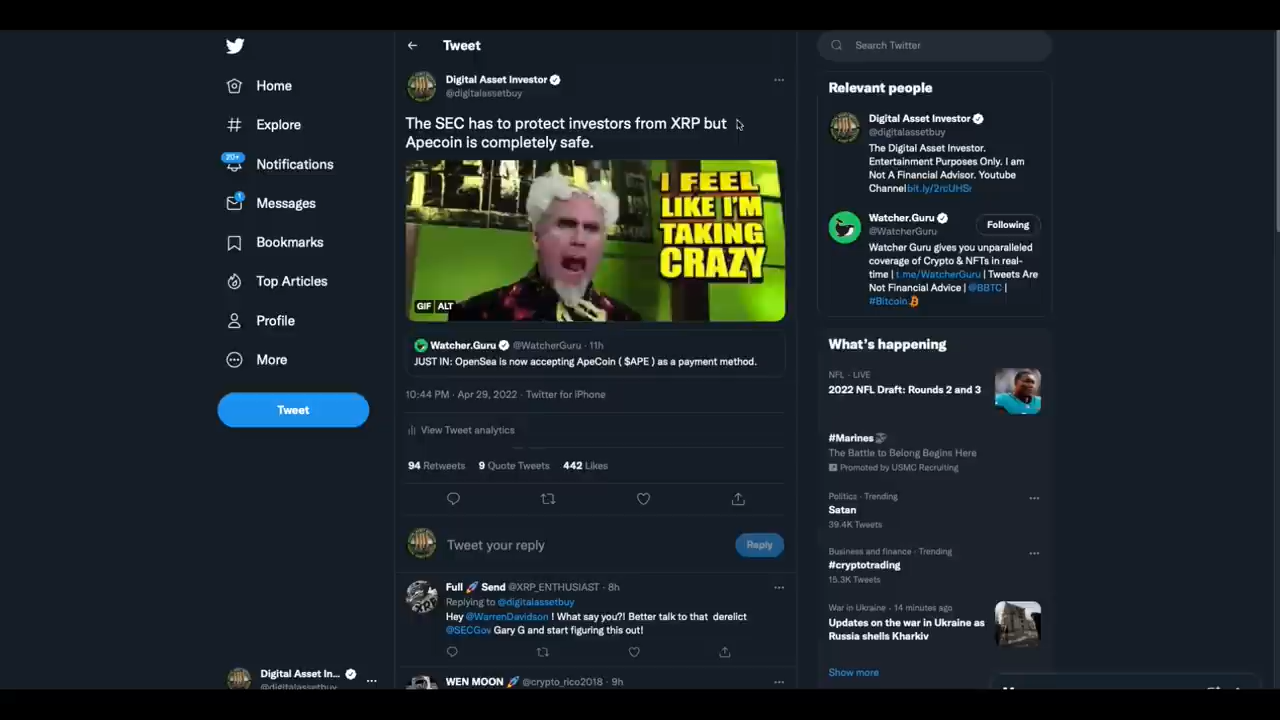 Home
Explore
20+
Notifications
1
Messages
Bookmarks
Top Articles
Profile
More
Tweet
Digital Asset In...
@digitalassetbuy
Tweet
Digital Asset Investor
@digitalassetbuy
The SEC has to protect investors from XRP but
Apecoin is completely safe.
I FEEL
LIKE I'M
TAKING
CRAZY
GIF ALT
Watcher.Guru @WatcherGuru · 11h
JUST IN: OpenSea is now accepting ApeCoin ( $APE ) as a payment method.
10:44 PM · Apr 29, 2022 · Twitter for iPhone
View Tweet analytics
94 Retweets 9 Quote Tweets 442 Likes
Tweet your reply
Reply
Full 🚀 Send @XRP_ENTHUSIAST · 8h
Replying to @digitalassetbuy
Hey @WarrenDavidson ! What say you?! Better talk to that derelict
@SECGov Gary G and start figuring this out!
WEN MOON 🚀 @crypto_rico2018 · 9h
Search Twitter
Relevant people
Digital Asset Investor
@digitalassetbuy
The Digital Asset Investor.
Entertainment Purposes Only. I am
Not A Financial Advisor. Youtube
Channel bit.ly/2rcUHSr
Watcher.Guru
@WatcherGuru
Following
Watcher Guru gives you unparalleled
coverage of Crypto & NFTs in real-
time | t.me/WatcherGuru | Tweets Are
Not Financial Advice | @BBTC |
#Bitcoin
What's happening
NFL · LIVE
2022 NFL Draft: Rounds 2 and 3
#Marines
The Battle to Belong Begins Here
Promoted by USMC Recruiting
Politics · Trending
Satan
39.4K Tweets
Business and finance · Trending
#cryptotrading
15.3K Tweets
War in Ukraine · 14 minutes ago
Updates on the war in Ukraine as
Russia shells Kharkiv
Show more